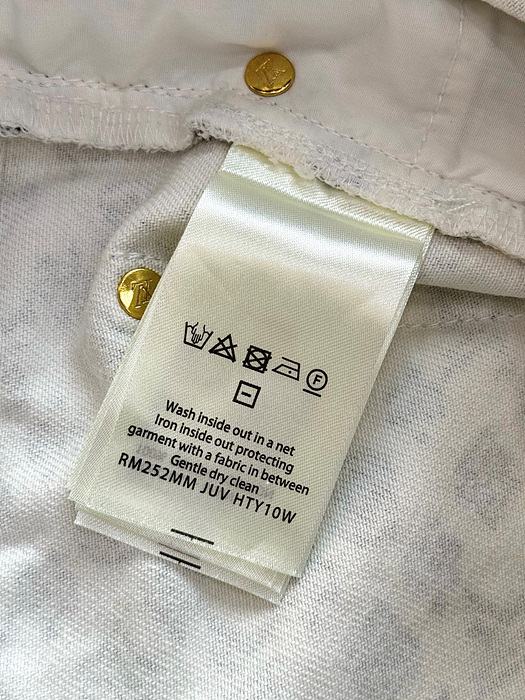 F
Wash Inside out in a net
Iron Inside out protecting
garment with a fabric in between
Gentle dry clean
RM252MM JUV HTY10W